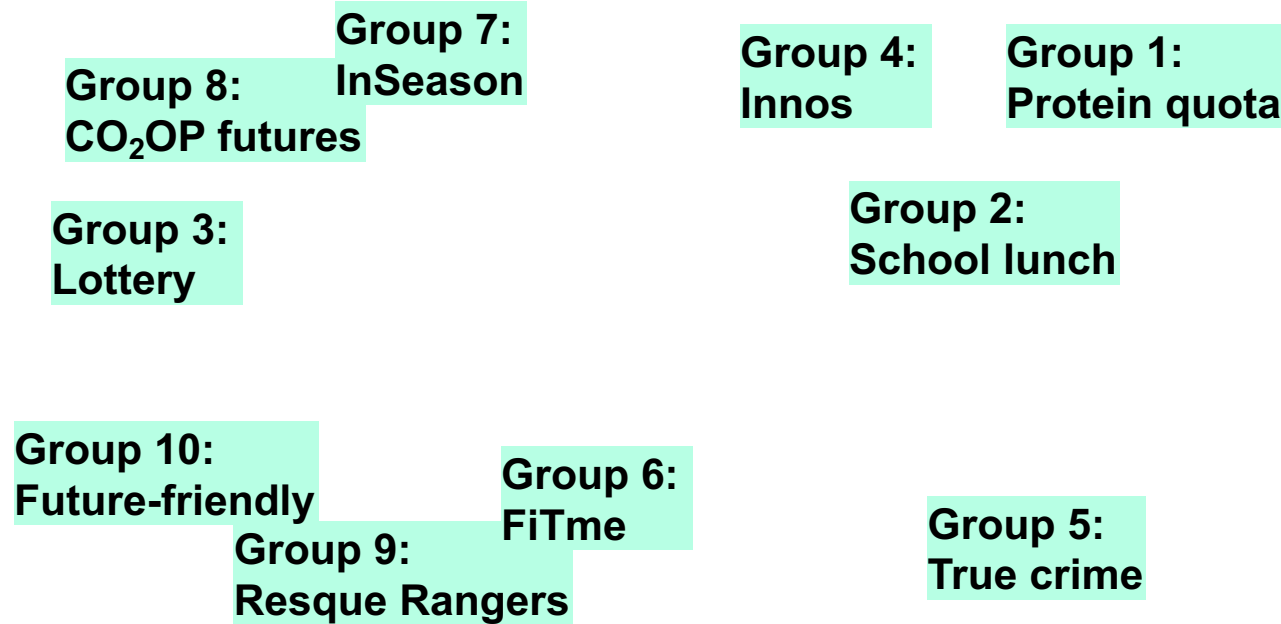 Group 7:
InSeason
Group 8:
CO₂OP futures
Group 4:
Innos
Group 1:
Protein quota
Group 3:
Lottery
Group 2:
School lunch
Group 10:
Future-friendly
Group 9:
Resque Rangers
Group 6:
FiTme
Group 5:
True crime